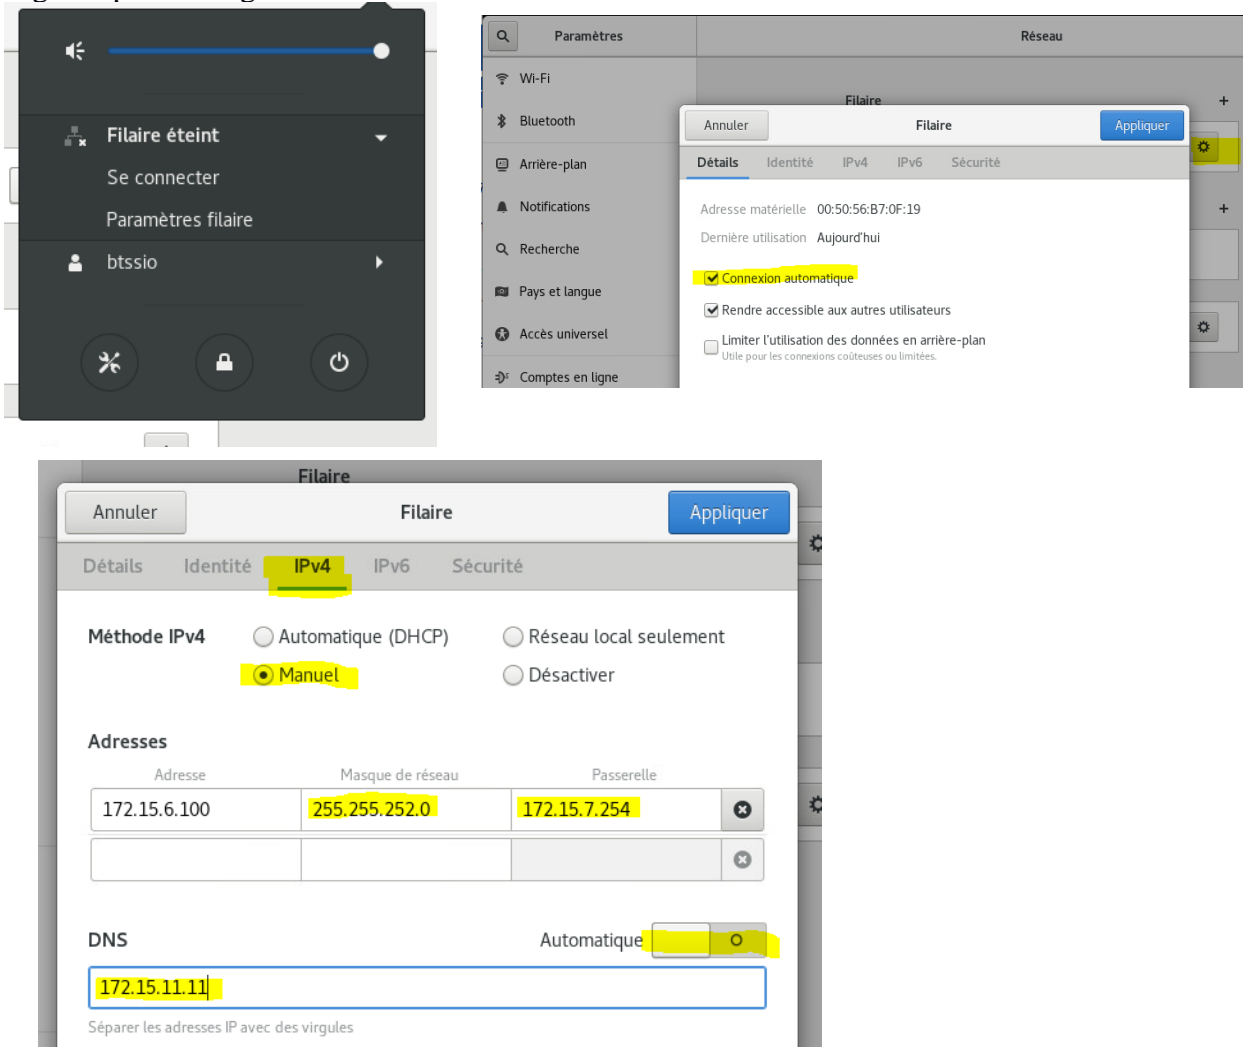 Filaire éteint
Se connecter
Paramètres filaire
btssio
Paramètres
Réseau
Wi-Fi
Bluetooth
Arrière-plan
Notifications
Recherche
Pays et langue
Accès universel
Comptes en ligne
Filaire
+
Annuler
Filaire
Appliquer
Détails Identité IPv4 IPv6 Sécurité
+
Adresse matérielle 00:50:56:B7:0F:19
Dernière utilisation Aujourd'hui
Connexion automatique
Rendre accessible aux autres utilisateurs
Limiter l'utilisation des données en arrière-plan
Utile pour les connexions coûteuses ou limitées.
Filaire
Annuler
Filaire
Appliquer
Détails Identité IPv4 IPv6 Sécurité
Méthode IPv4 Automatique (DHCP) Réseau local seulement
Manuel Désactiver
Adresses
Adresse Masque de réseau Passerelle
172.15.6.100 255.255.252.0 172.15.7.254
DNS Automatique
172.15.11.11
Séparer les adresses IP avec des virgules